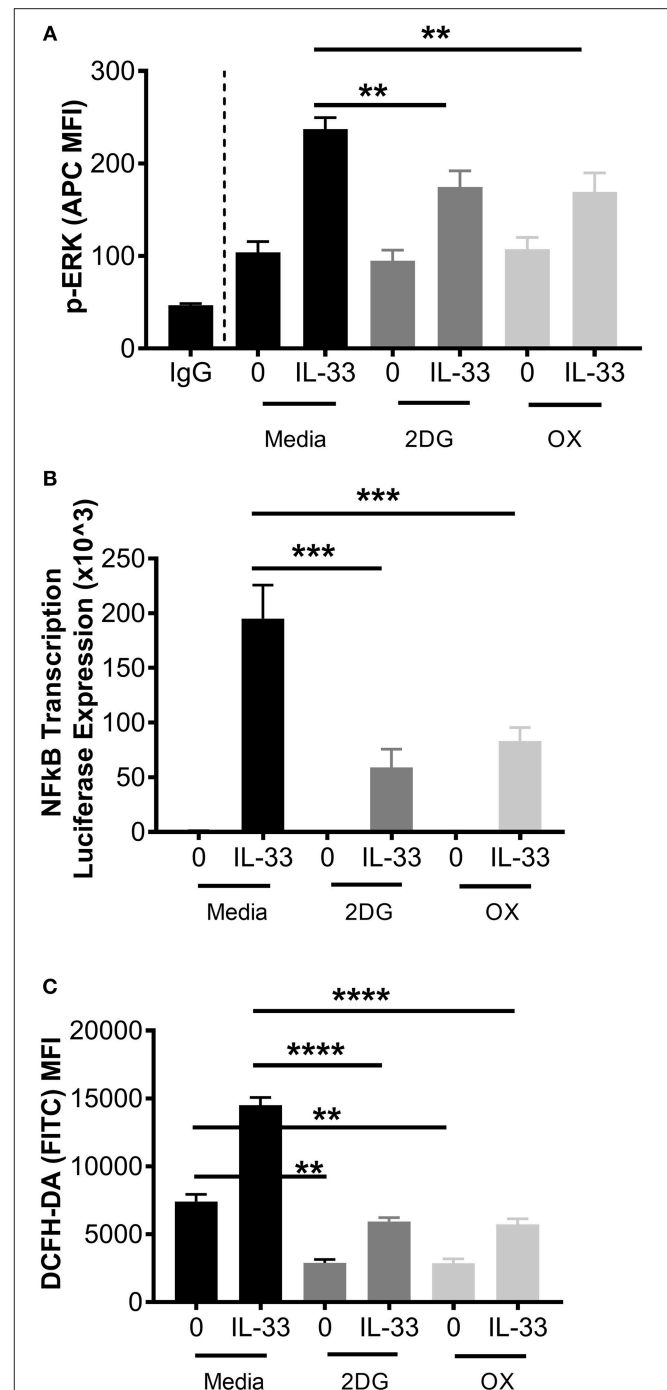 A
**
**
p-ERK (APC MFI)
300
200
100
0
IgG 0 IL-33 0 IL-33 0 IL-33
Media 2DG OX
B
***
***
NFkB Transcription
Luciferase Expression (x10^3)
250
200
150
100
50
0
0 IL-33 0 IL-33 0 IL-33
Media 2DG OX
C
****
****
**
**
DCFH-DA (FITC) MFI
20000
15000
10000
5000
0
0 IL-33 0 IL-33 0 IL-33
Media 2DG OX